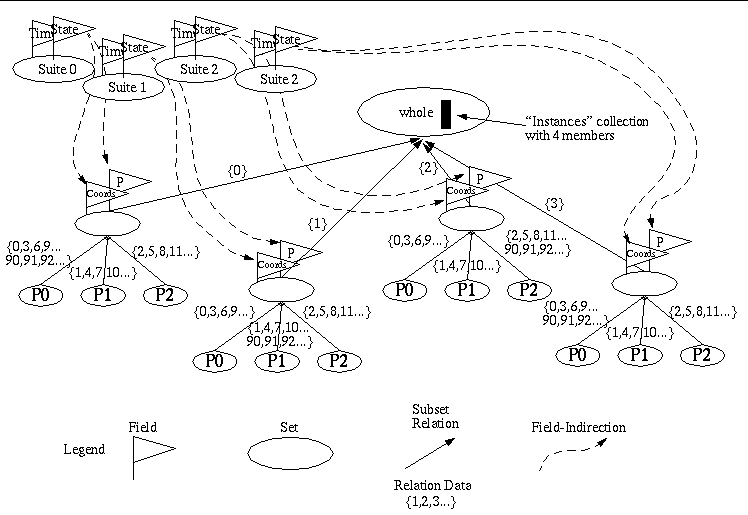 Tim State
Tim State
Tim State
Tim State
Suite 0
Suite 1
Suite 2
Suite 2
whole
"Instances" collection
with 4 members
{0}
{1}
{2}
{3}
P
Coords
{0,3,6,9...
90,91,92...}
{1,4,7,10...}
{2,5,8,11...}
P0
P1
P2
P
Coords
{0,3,6,9...}
{1,4,7,10...
90,91,92...}
{2,5,8,11...}
P0
P1
P2
P
Coords
{0,3,6,9...}
{1,4,7,10...}
{2,5,8,11...
90,91,92...}
P0
P1
P2
P
Coords
{0,3,6,9...
90,91,92...}
{1,4,7,10...}
{2,5,8,11...}
P0
P1
P2
Legend
Field
Set
Subset
Relation
Relation Data
{1,2,3...}
Field-Indirection